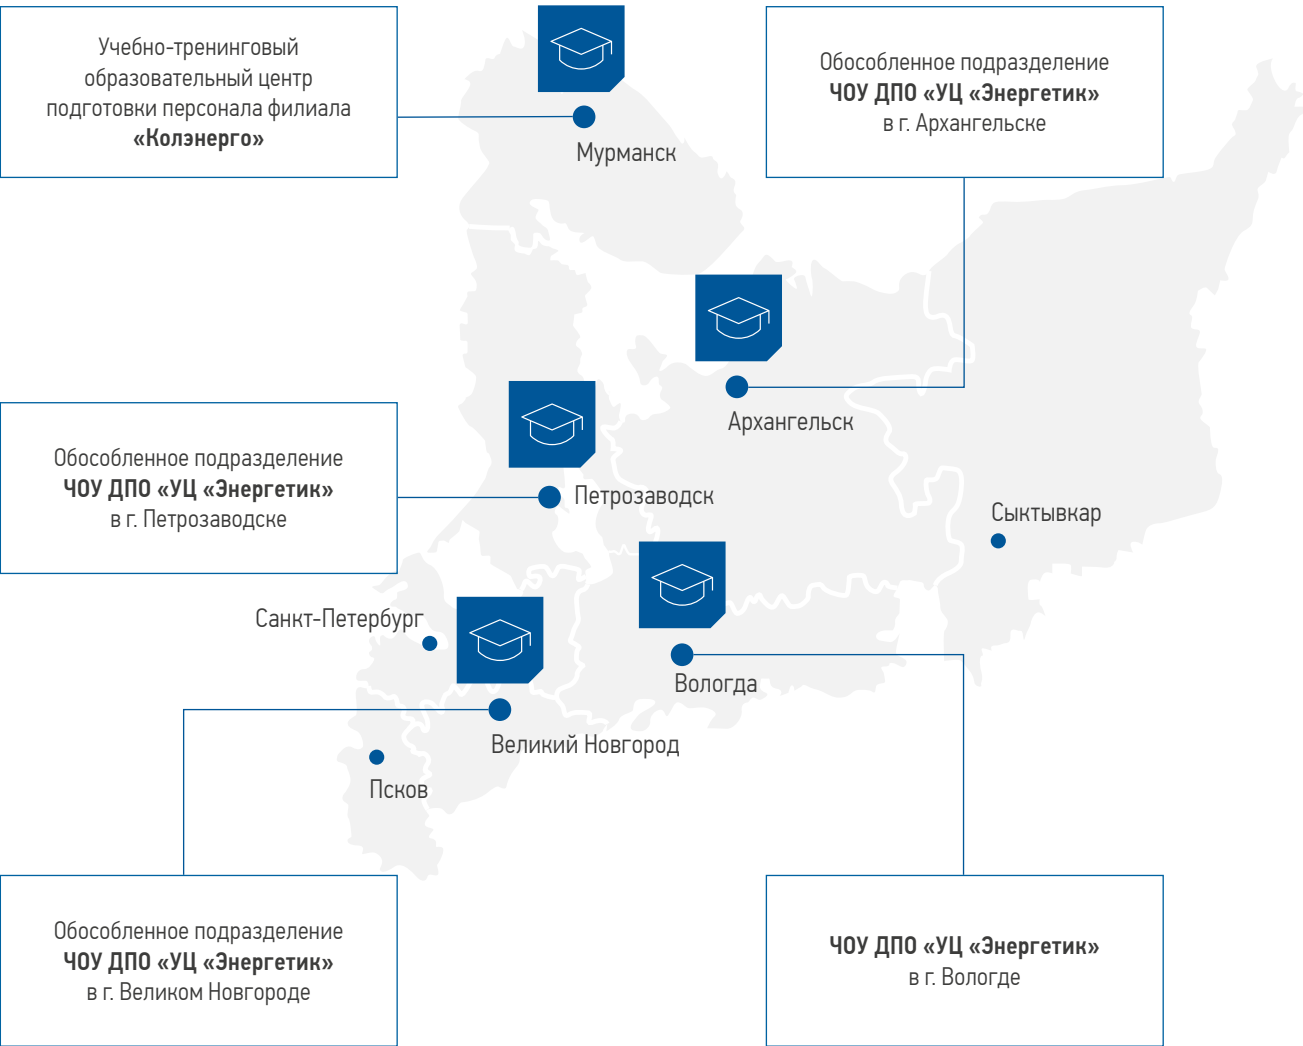 Учебно-тренинговый
образовательный центр
подготовки персонала филиала
«Колэнерго»
Обособленное подразделение
ЧОУ ДПО «УЦ «Энергетик»
в г. Архангельске
Мурманск
Архангельск
Обособленное подразделение
ЧОУ ДПО «УЦ «Энергетик»
в г. Петрозаводске
Петрозаводск
Сыктывкар
Санкт-Петербург
Вологда
Великий Новгород
Псков
Обособленное подразделение
ЧОУ ДПО «УЦ «Энергетик»
в г. Великом Новгороде
ЧОУ ДПО «УЦ «Энергетик»
в г. Вологде